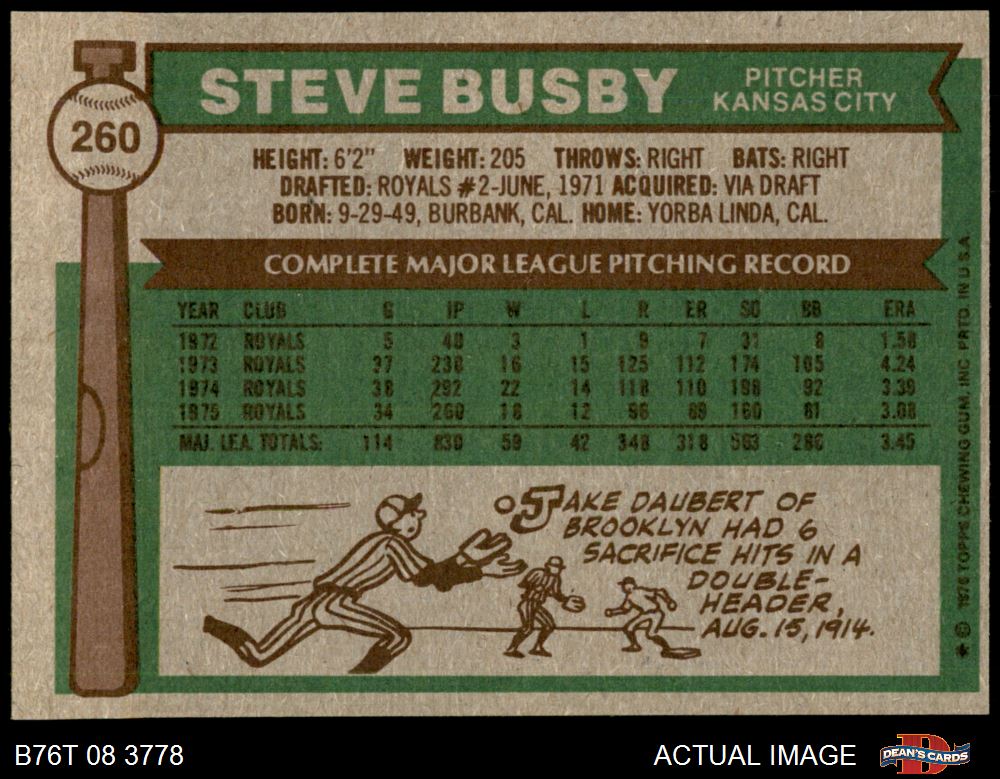 260
STEVE BUSBY
PITCHER
KANSAS CITY
HEIGHT: 6'2" WEIGHT: 205 THROWS: RIGHT BATS: RIGHT
DRAFTED: ROYALS #2-JUNE, 1971 ACQUIRED: VIA DRAFT
BORN: 9-29-49, BURBANK, CAL. HOME: YORBA LINDA, CAL.
COMPLETE MAJOR LEAGUE PITCHING RECORD
YEAR CLUB G IP W L R ER SO BB ERA
1972 ROYALS 5 40 3 1 9 7 31 8 1.58
1973 ROYALS 37 238 16 15 125 112 174 105 4.24
1974 ROYALS 38 292 22 14 118 110 198 92 3.39
1975 ROYALS 34 260 18 12 96 89 160 81 3.08
MAJ. LEA. TOTALS: 114 830 59 42 348 318 563 286 3.45
JAKE DAUBERT OF
BROOKLYN HAD 6
SACRIFICE HITS IN A
DOUBLE-
HEADER,
AUG. 15, 1914.
* © 1976 TOPPS CHEWING GUM, INC. PRTD. IN U.S.A.
B76T 08 3778
ACTUAL IMAGE
DEAN'S CARDS